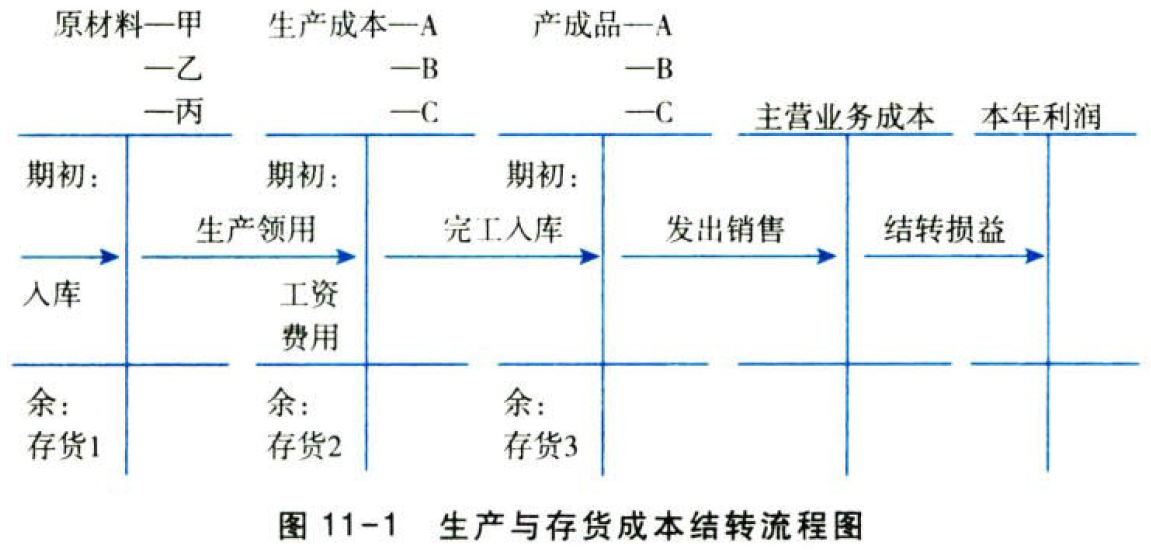 原材料—甲 生产成本—A 产成品—A
—乙 —B —B
—丙 —C —C
主营业务成本 本年利润
期初： 期初： 期初：
生产领用 完工入库 发出销售 结转损益
入库 工资
费用
余： 余： 余：
存货1 存货2 存货3
图 11-1 生产与存货成本结转流程图